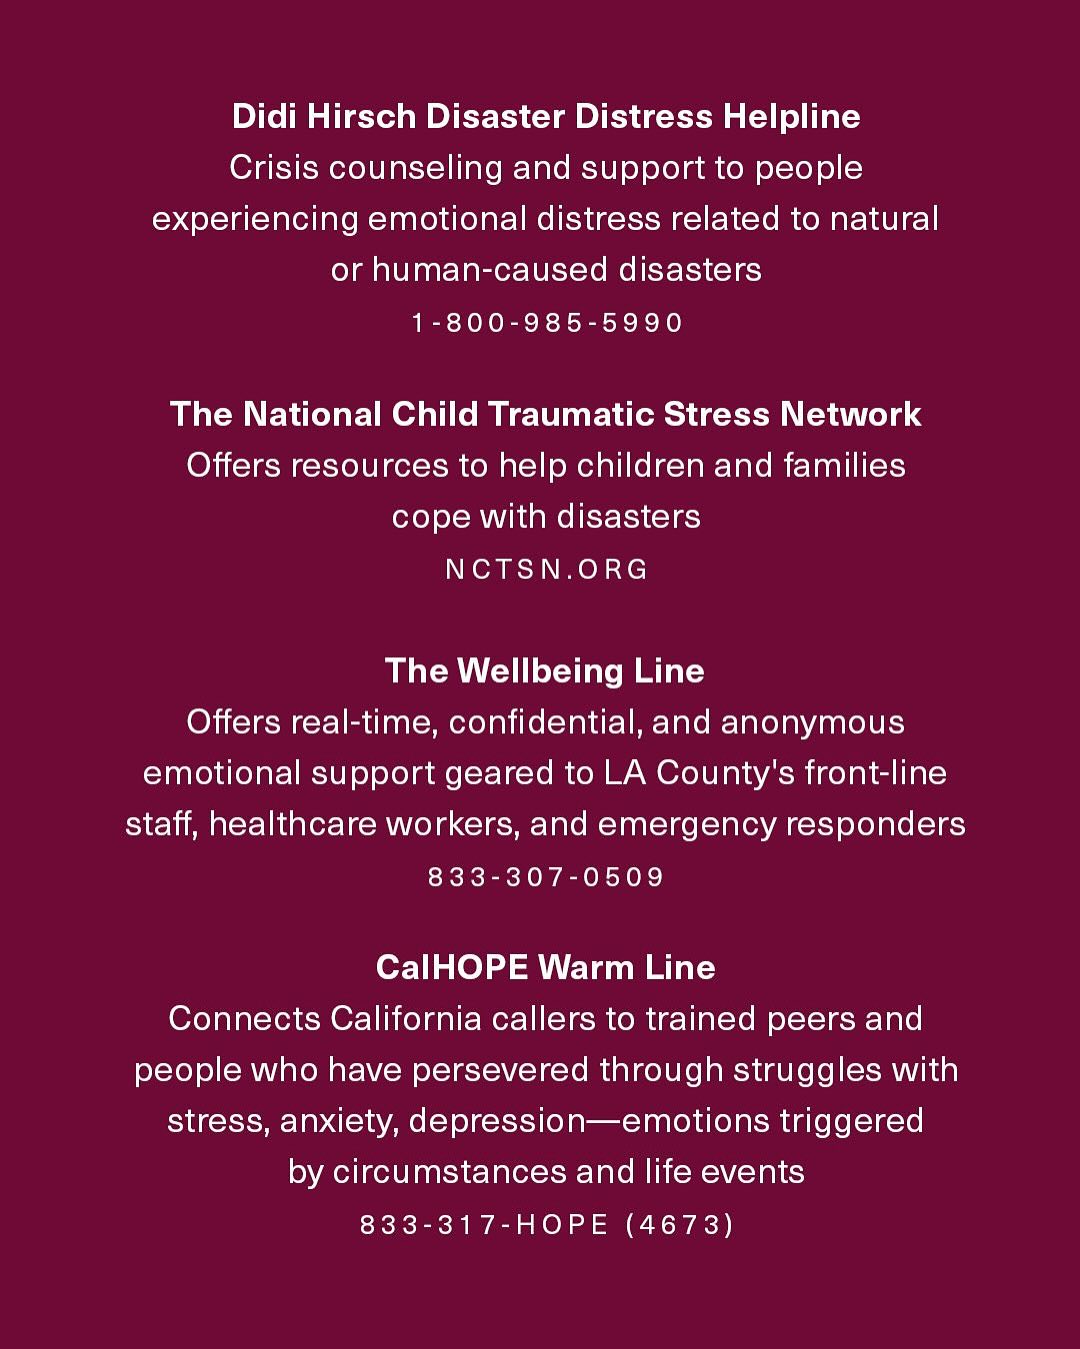 Didi Hirsch Disaster Distress Helpline
Crisis counseling and support to people
experiencing emotional distress related to natural
or human-caused disasters
1-800-985-5990
The National Child Traumatic Stress Network
Offers resources to help children and families
cope with disasters
NCTSN.ORG
The Wellbeing Line
Offers real-time, confidential, and anonymous
emotional support geared to LA County's front-line
staff, healthcare workers, and emergency responders
833-307-0509
CalHOPE Warm Line
Connects California callers to trained peers and
people who have persevered through struggles with
stress, anxiety, depression—emotions triggered
by circumstances and life events
833-317-HOPE (4673)